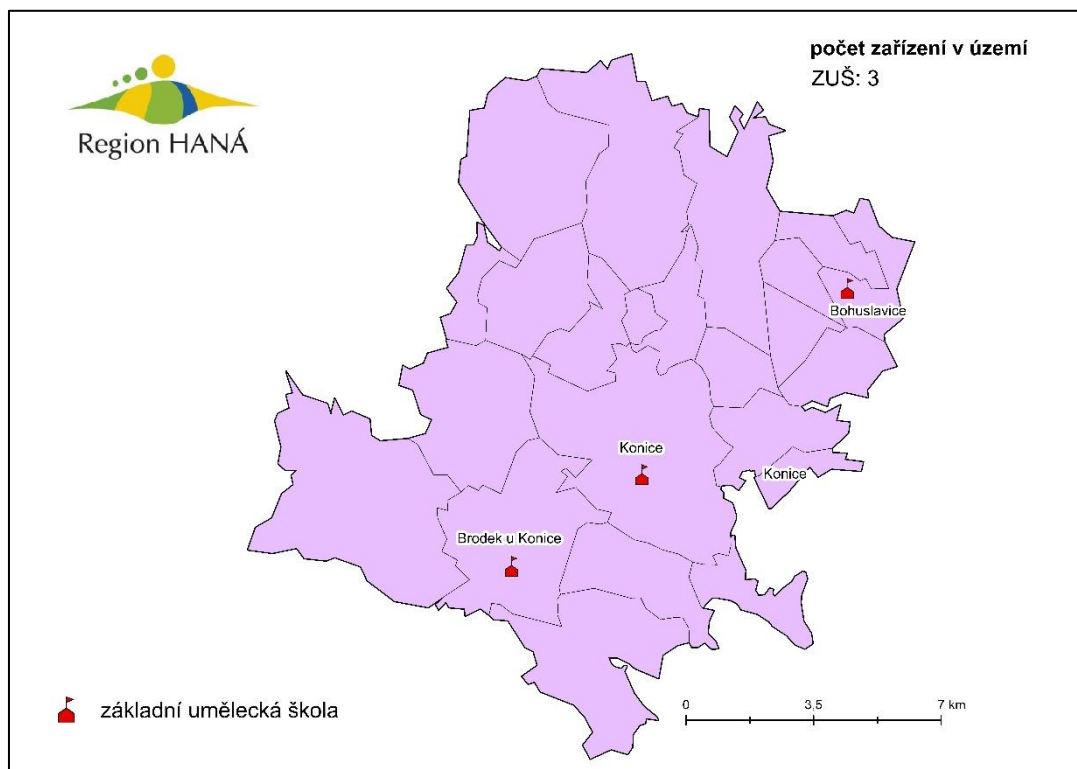 počet zařízení v území
ZUŠ: 3
Region HANÁ
Bohuslavice
Konice
Konice
Brodek u Konice
základní umělecká škola
0 3,5 7 km